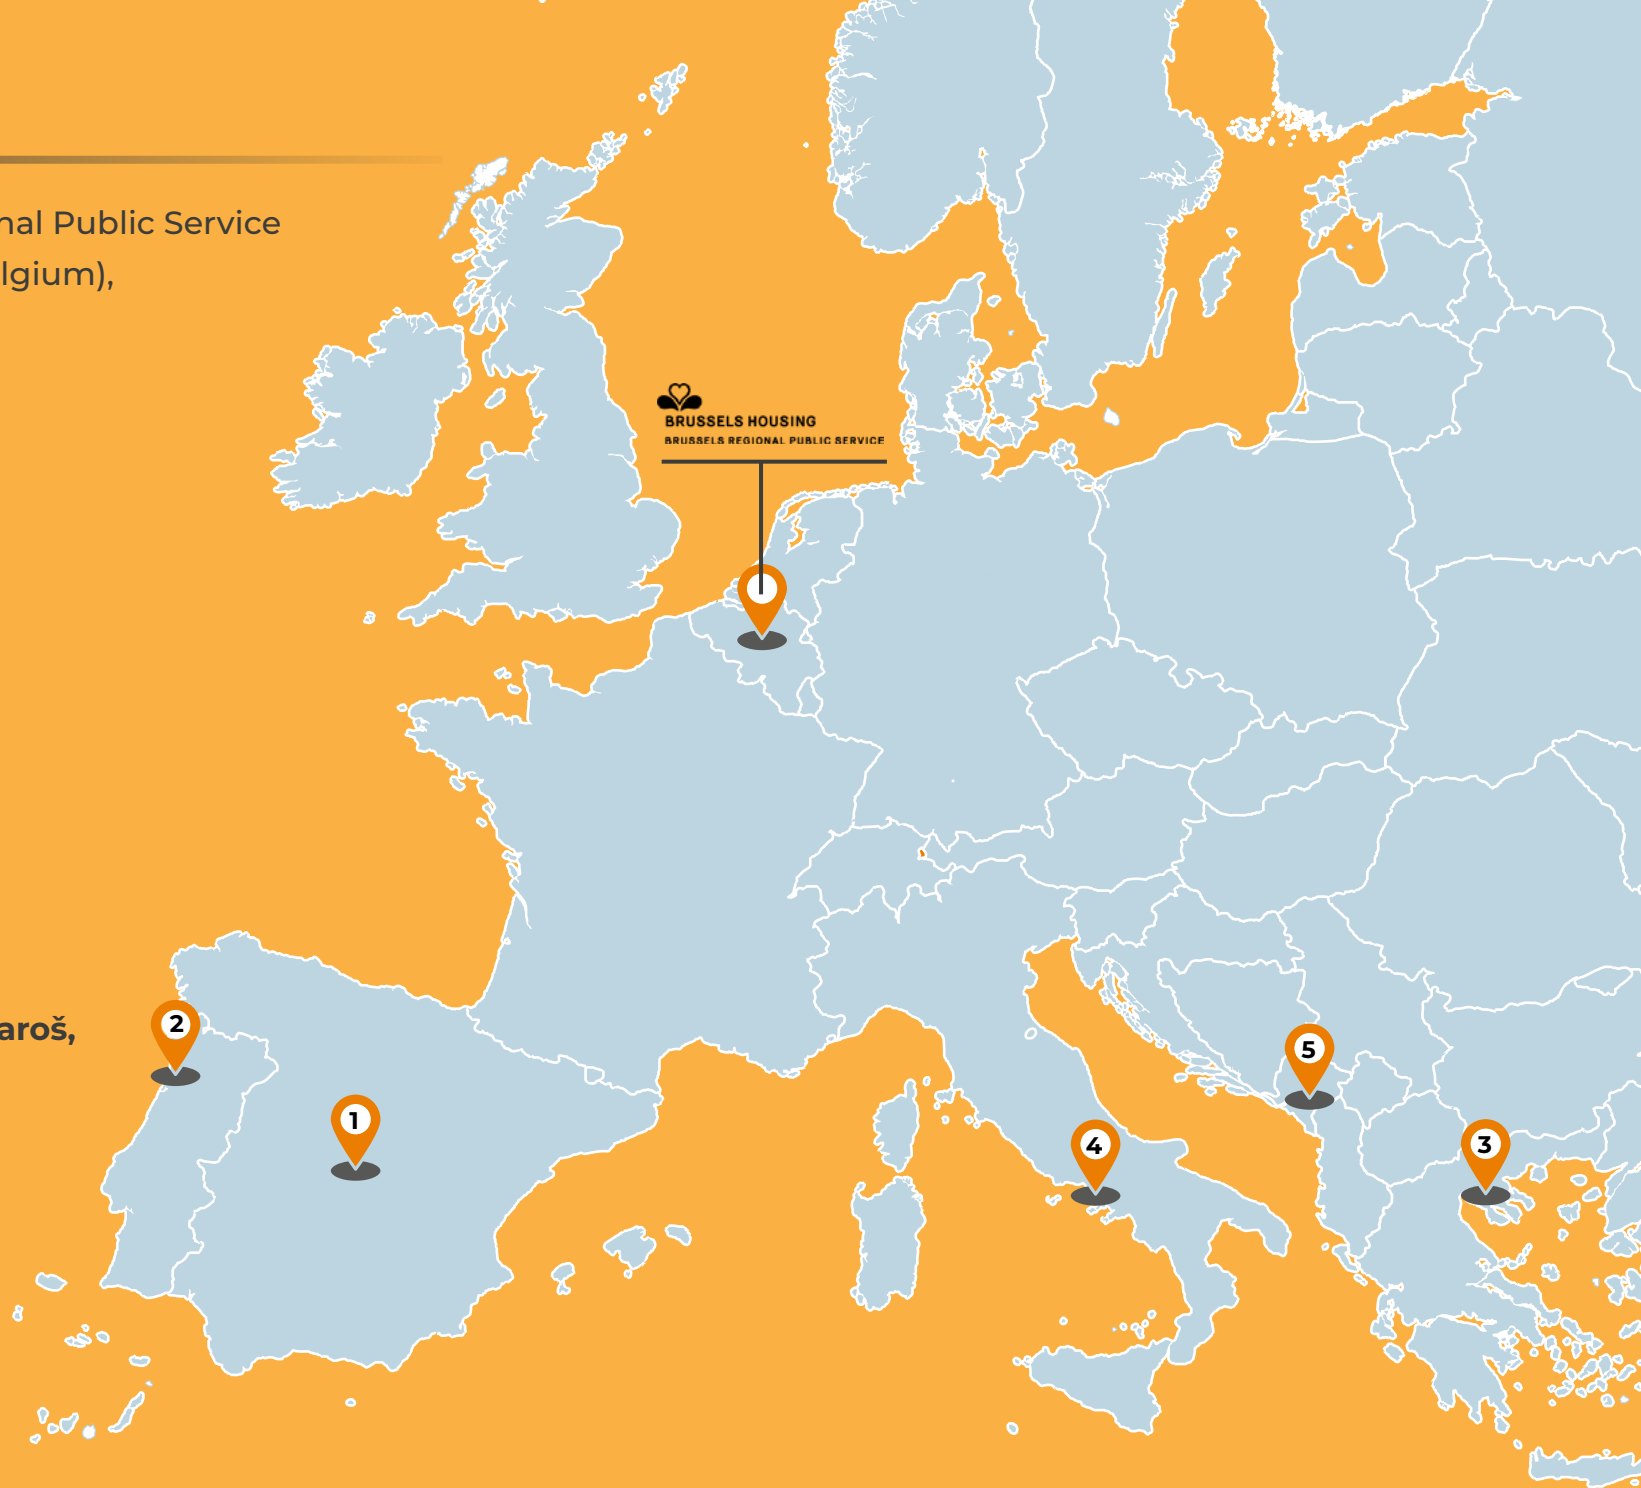 nal Public Service
lgium),
BRUSSELS HOUSING
BRUSSELS REGIONAL PUBLIC SERVICE
aroš,
2
1
5
4
3